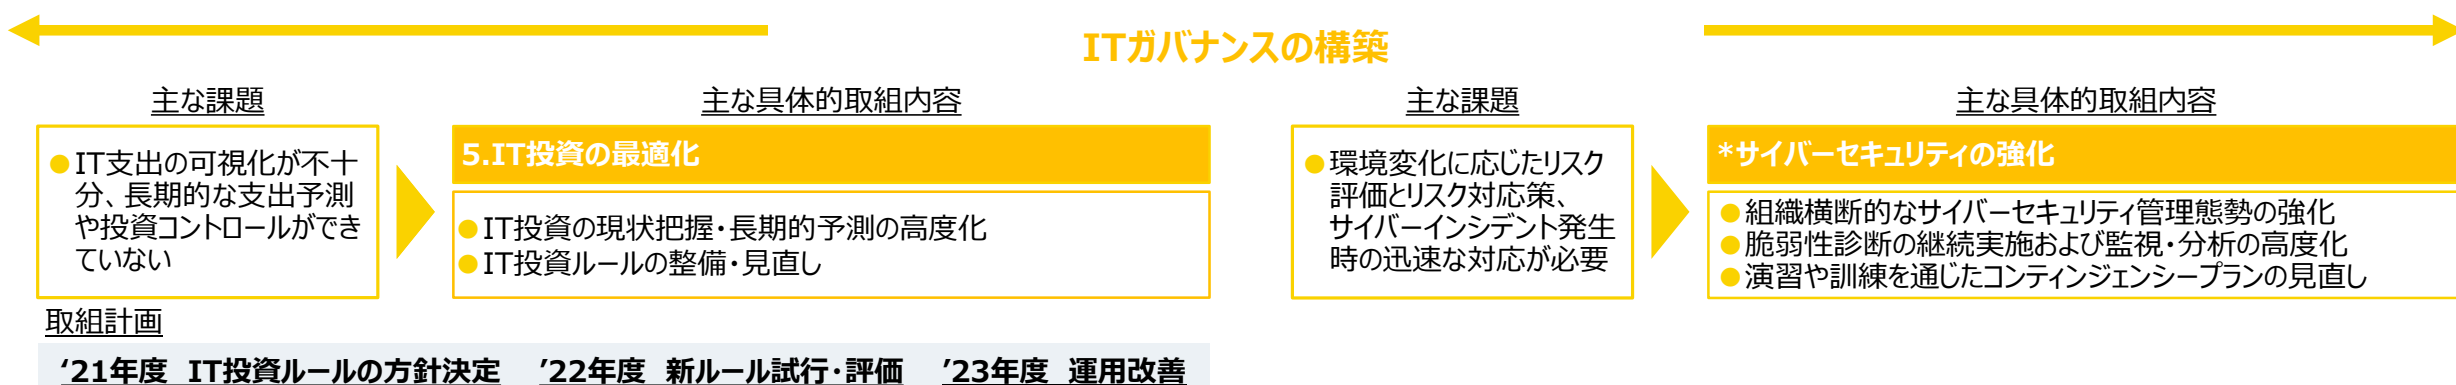 ITガバナンスの構築
主な課題
主な具体的取組内容
●IT支出の可視化が不十
分、長期的な支出予測
や投資コントロールができ
ていない
5.IT投資の最適化
●IT投資の現状把握・長期的予測の高度化
●IT投資ルールの整備・見直し
取組計画
‘21年度 IT投資ルールの方針決定 ’22年度 新ルール試行・評価 ’23年度 運用改善
主な課題
主な具体的取組内容
●環境変化に応じたリスク
評価とリスク対応策、
サイバーインシデント発生
時の迅速な対応が必要
*サイバーセキュリティの強化
●組織横断的なサイバーセキュリティ管理態勢の強化
●脆弱性診断の継続実施および監視・分析の高度化
●演習や訓練を通じたコンティンジェンシープランの見直し